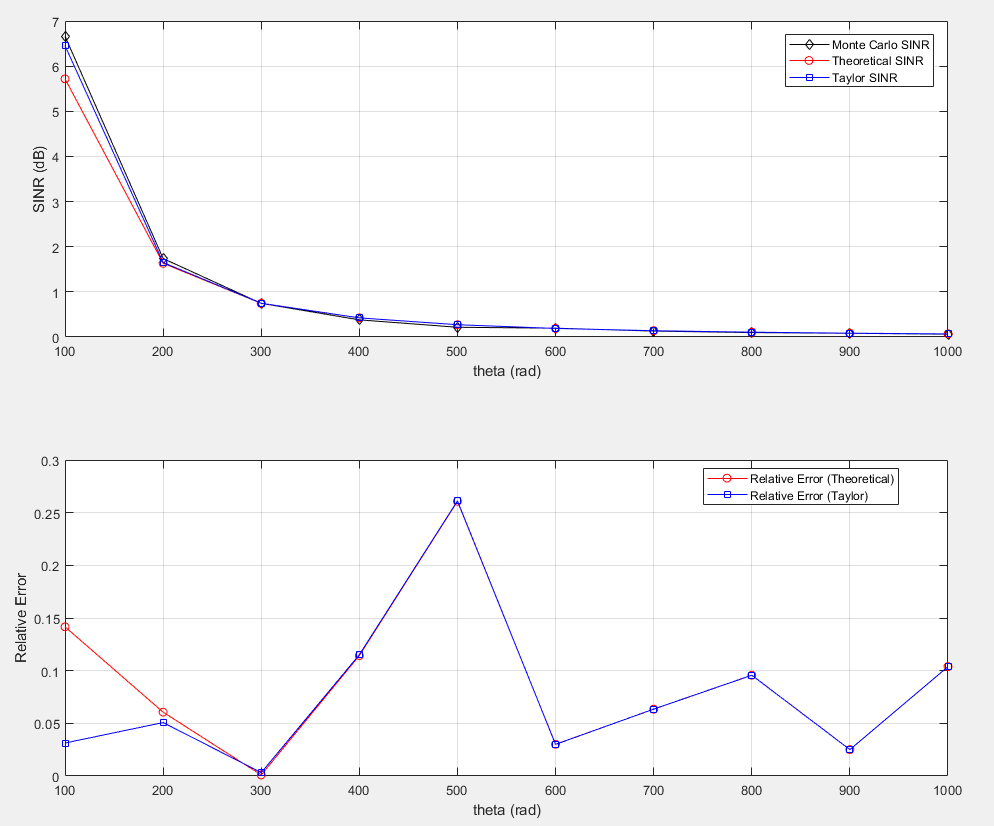 7
6
5
4
3
2
1
0
SINR (dB)
Monte Carlo SINR
Theoretical SINR
Taylor SINR
100 200 300 400 500 600 700 800 900 1000
theta (rad)
0.3
0.25
0.2
0.15
0.1
0.05
0
Relative Error
Relative Error (Theoretical)
Relative Error (Taylor)
100 200 300 400 500 600 700 800 900 1000
theta (rad)